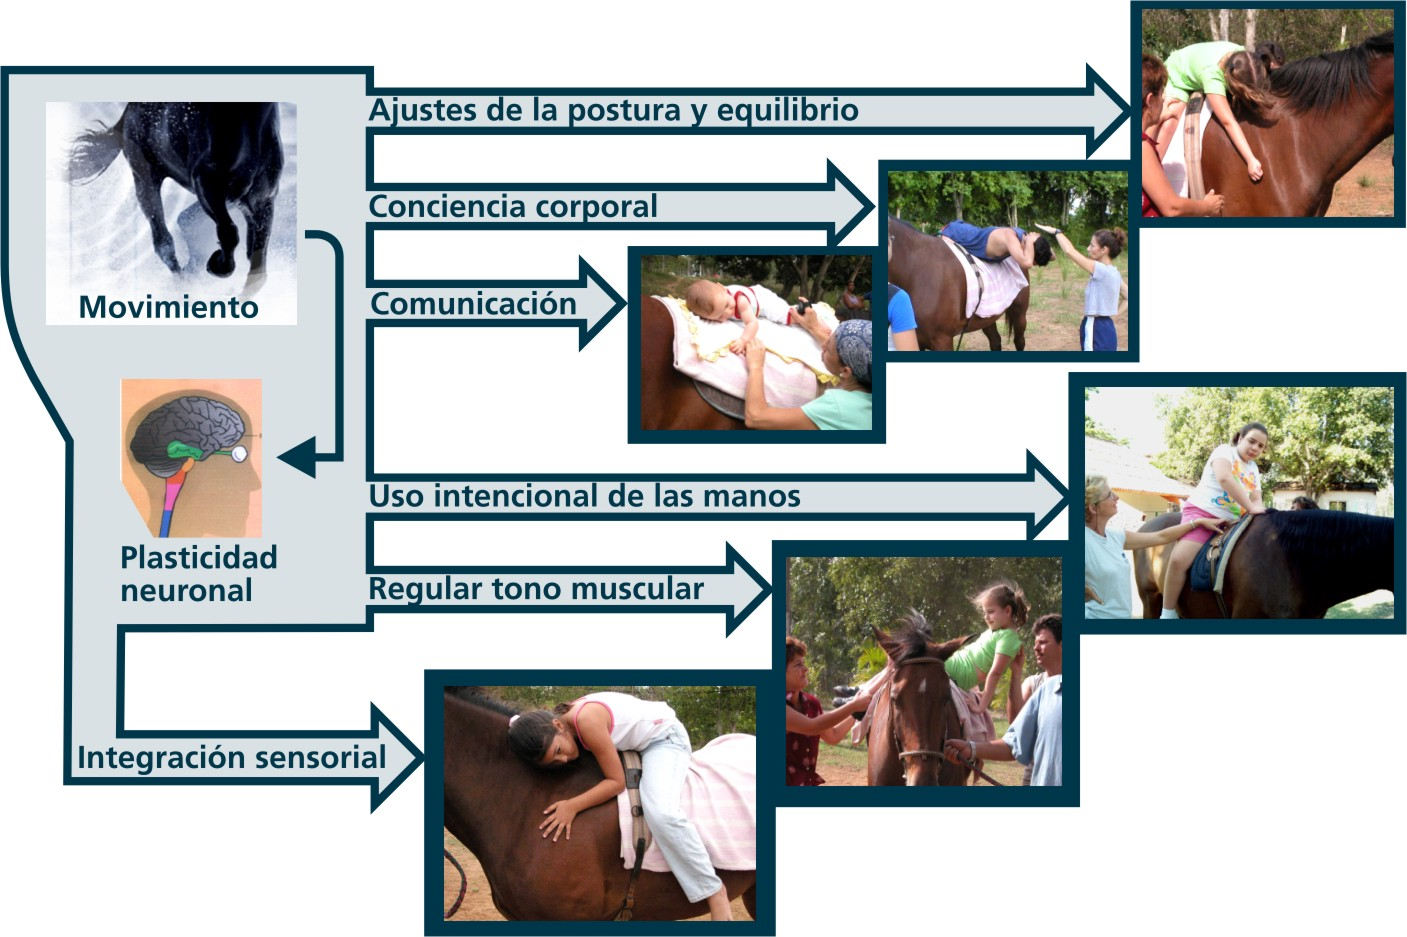 Ajustes de la postura y equilibrio
Conciencia corporal
Comunicación
Movimiento
Uso intencional de las manos
Plasticidad
neuronal
Regular tono muscular
Integración sensorial